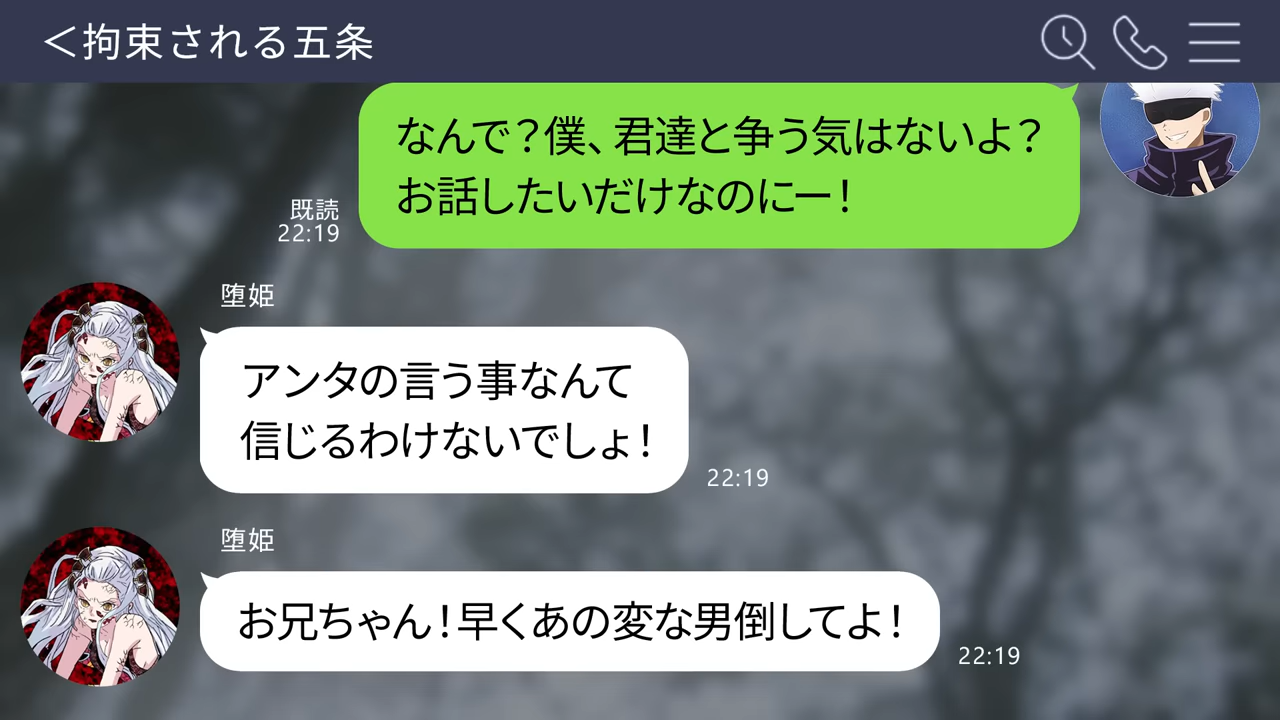 ＜拘束される五条
なんで？僕、君達と争う気はないよ？
お話したいだけなのにー！
既読
22:19
堕姫
アンタの言う事なんて
信じるわけないでしょ！
22:19
堕姫
お兄ちゃん！早くあの変な男倒してよ！
22:19